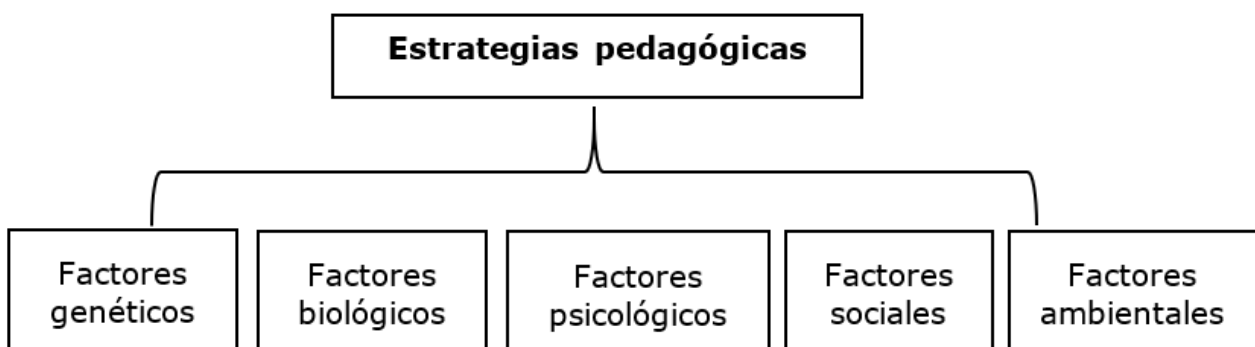 Estrategias pedagógicas
Factores
genéticos
Factores
biológicos
Factores
psicológicos
Factores
sociales
Factores
ambientales